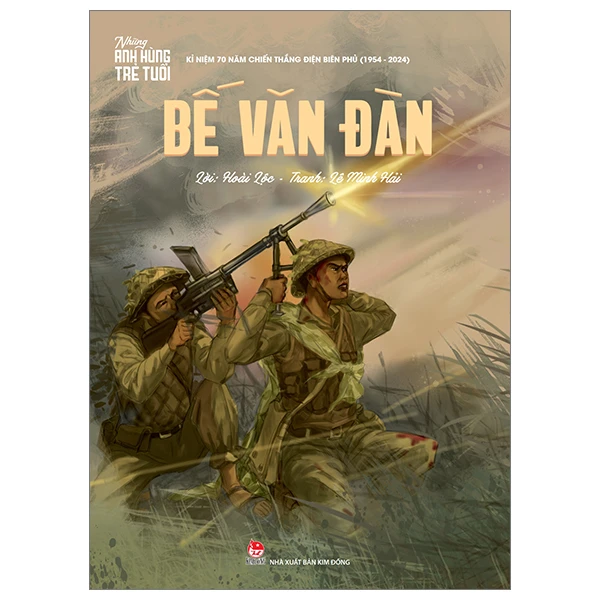 Những
ANH HÙNG
TRẺ TUỔI
KỈ NIỆM 70 NĂM CHIẾN THẮNG ĐIỆN BIÊN PHỦ (1954 - 2024)
BẾ VĂN ĐÀN
Lời: Hoài Lộc - Tranh: Lê Minh Hải
NHÀ XUẤT BẢN KIM ĐỒNG